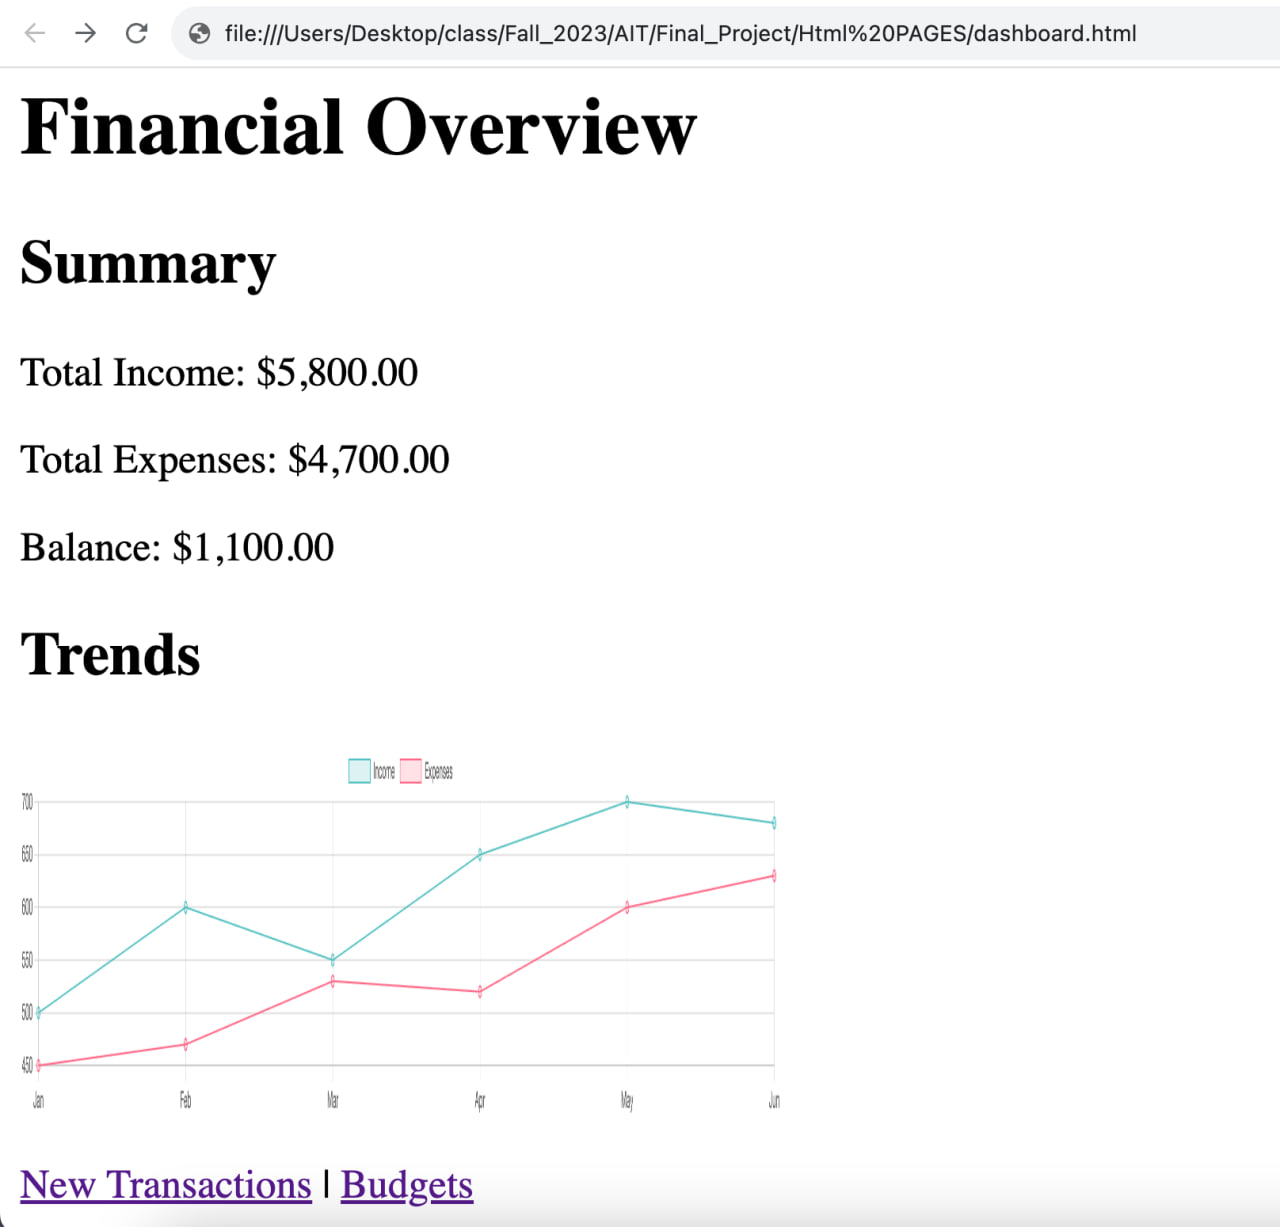 file:///Users/Desktop/class/Fall_2023/AIT/Final_Project/Html%20PAGES/dashboard.html
Financial Overview
Summary
Total Income: $5,800.00
Total Expenses: $4,700.00
Balance: $1,100.00
Trends
Income Expenses
700
650
600
550
500
450
Jan Feb Mar Apr May Jun
New Transactions | Budgets